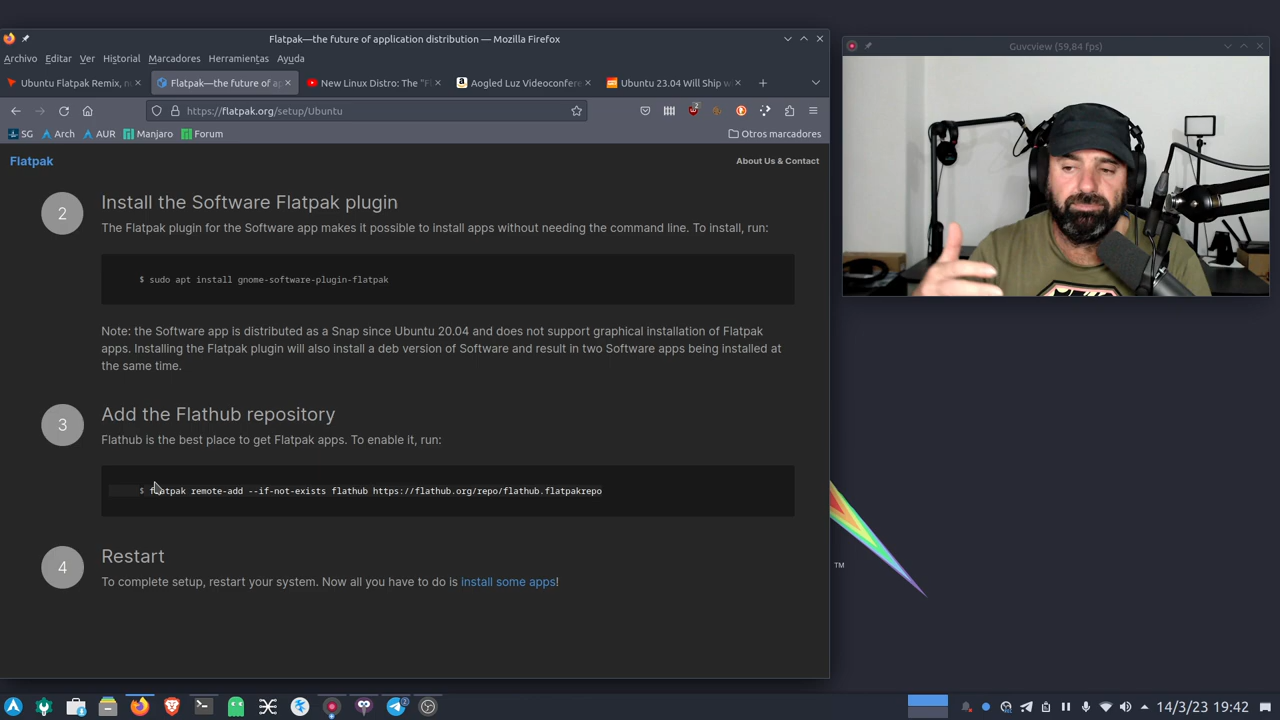 Flatpak—the future of application distribution — Mozilla Firefox
Guvcview (59,84 fps)
Archivo Editar Ver Historial Marcadores Herramientas Ayuda
Ubuntu Flatpak Remix, n
Flatpak—the future of ap
New Linux Distro: The "Fl
Aogled Luz Videoconfere
Ubuntu 23.04 Will Ship w
https://flatpak.org/setup/Ubuntu
2
SG Arch AUR Manjaro Forum Otros marcadores
Flatpak About Us & Contact
2 Install the Software Flatpak plugin
The Flatpak plugin for the Software app makes it possible to install apps without needing the command line. To install, run:
$ sudo apt install gnome-software-plugin-flatpak
Note: the Software app is distributed as a Snap since Ubuntu 20.04 and does not support graphical installation of Flatpak
apps. Installing the Flatpak plugin will also install a deb version of Software and result in two Software apps being installed at
the same time.
3 Add the Flathub repository
Flathub is the best place to get Flatpak apps. To enable it, run:
$ flatpak remote-add --if-not-exists flathub https://flathub.org/repo/flathub.flatpakrepo
4 Restart
TM
To complete setup, restart your system. Now all you have to do is install some apps!
14/3/23 19:42